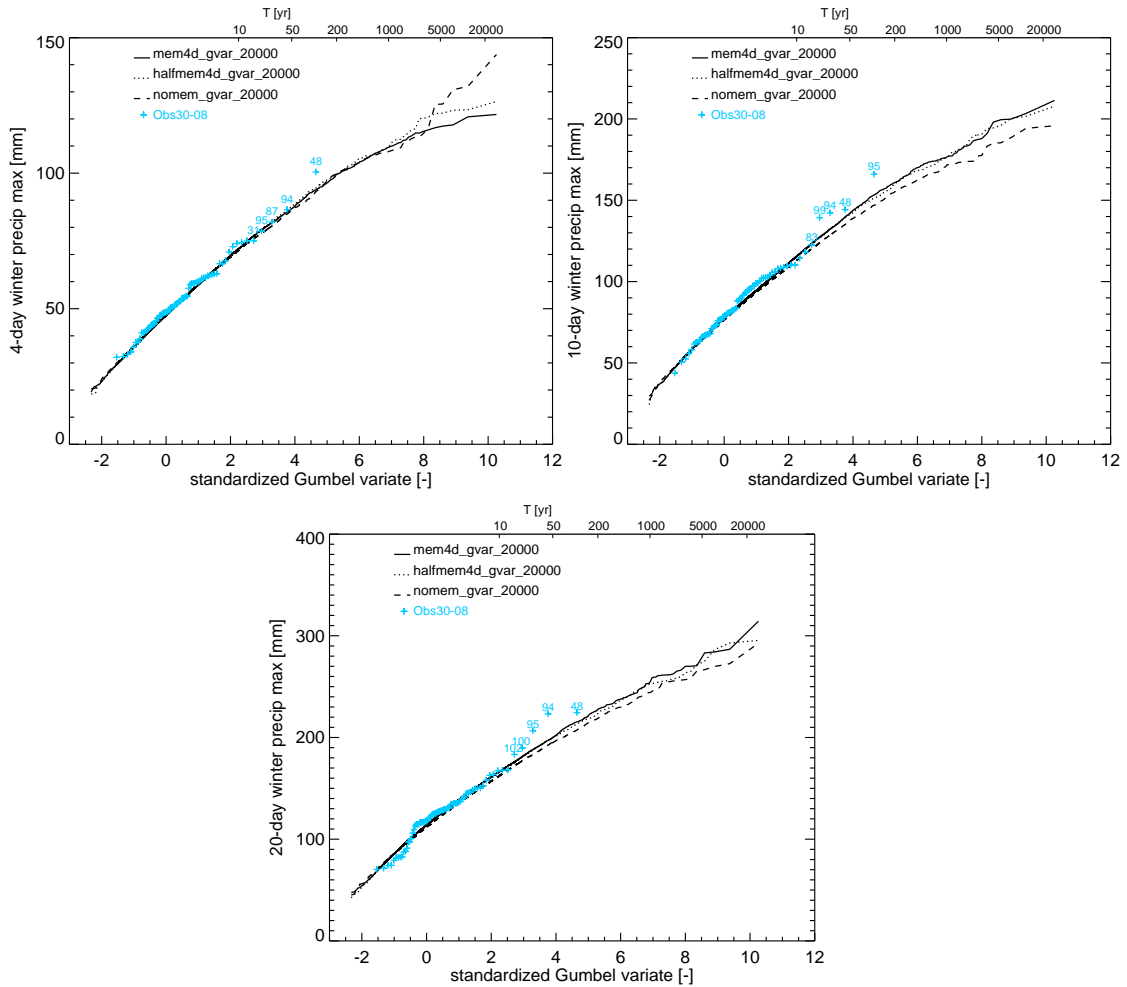 T [yr]
10 50 200 1000 5000 20000
150
100
50
0
4-day winter precip max [mm]
mem4d_gvar_20000
halfmem4d_gvar_20000
nomem_gvar_20000
Obs30-08
48
94
87
95
31
-2 0 2 4 6 8 10 12
standardized Gumbel variate [-]
T [yr]
10 50 200 1000 5000 20000
250
200
150
100
50
0
10-day winter precip max [mm]
mem4d_gvar_20000
halfmem4d_gvar_20000
nomem_gvar_20000
Obs30-08
95
48
94
99
83
-2 0 2 4 6 8 10 12
standardized Gumbel variate [-]
T [yr]
10 50 200 1000 5000 20000
400
300
200
100
0
20-day winter precip max [mm]
mem4d_gvar_20000
halfmem4d_gvar_20000
nomem_gvar_20000
Obs30-08
94 48
95
100
102
-2 0 2 4 6 8 10 12
standardized Gumbel variate [-]